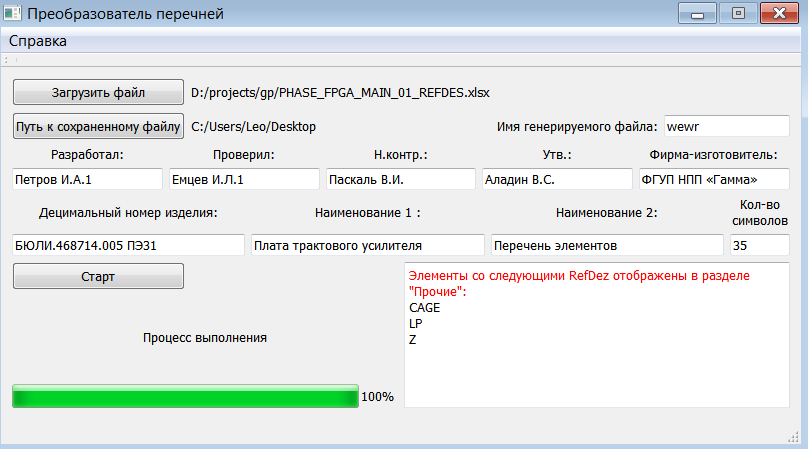 Преобразователь перечней
Справка
Загрузить файл
D:/projects/gp/PHASE_FPGA_MAIN_01_REFDES.xlsx
Путь к сохраненному файлу
C:/Users/Leo/Desktop
Имя генерируемого файла:
wewr
Разработал:
Проверил:
Н.контр.:
Утв.:
Фирма-изготовитель:
Петров И.А.1
Емцев И.Л.1
Паскаль В.И.
Аладин В.С.
ФГУП НПП «Гамма»
Децимальный номер изделия:
Наименование 1 :
Наименование 2:
Кол-во
символов
БЮЛИ.468714.005 ПЭ31
Плата трактового усилителя
Перечень элементов
35
Старт
Элементы со следующими RefDez отображены в разделе
"Прочие":
CAGE
LP
Z
Процесс выполнения
100%